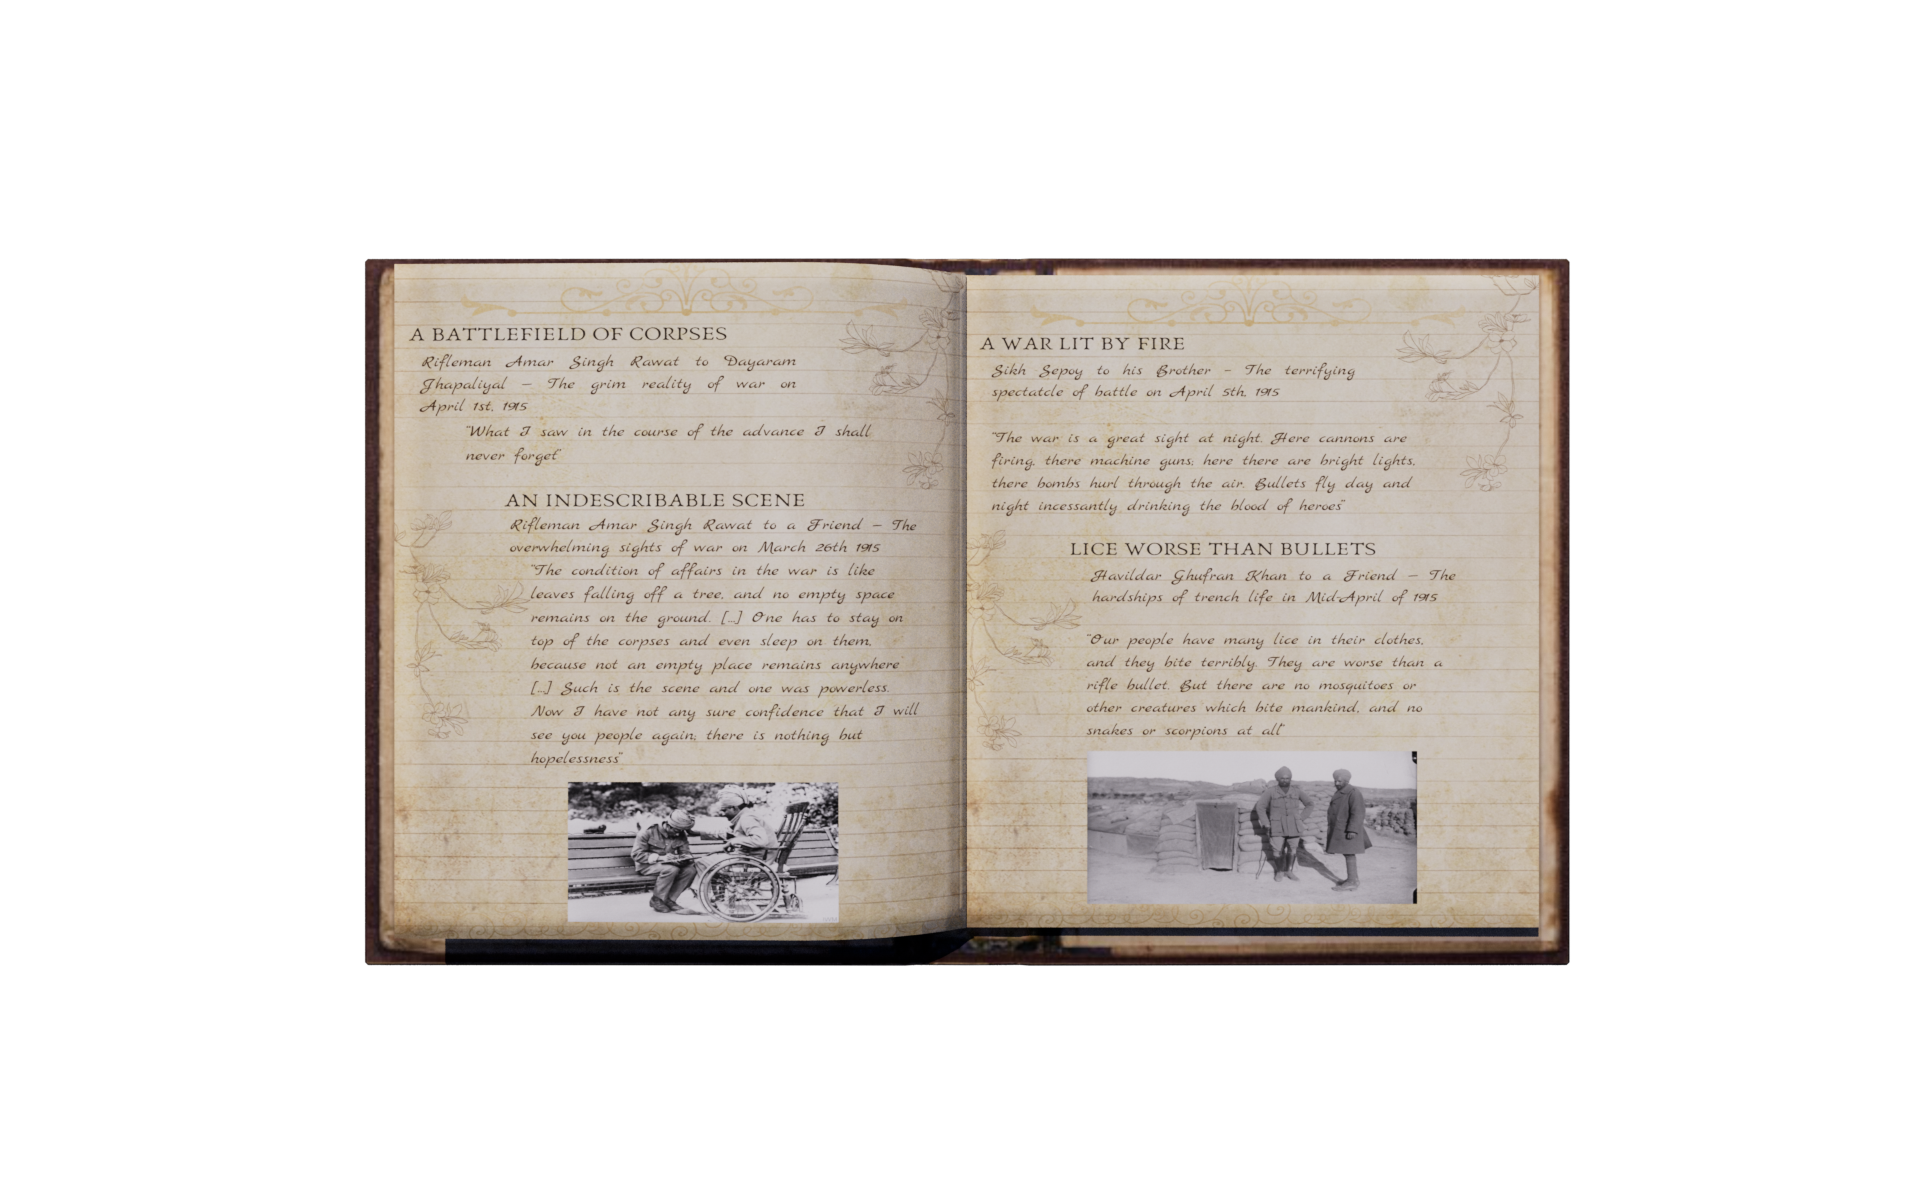 A BATTLEFIELD OF CORPSES
Rifleman Amar Singh Rawat to Dayaram
Jhapaliyal – The grim reality of war on
April 1st, 1915
"What I saw in the course of the advance I shall
never forget"
AN INDESCRIBABLE SCENE
Rifleman Amar Singh Rawat to a Friend – The
overwhelming sights of war on March 26th 1915
"The condition of affairs in the war is like
leaves falling off a tree, and no empty space
remains on the ground. [...] One has to stay on
top of the corpses and even sleep on them,
because not an empty place remains anywhere
[...] Such is the scene and one was powerless.
Now I have not any sure confidence that I will
see you people again; there is nothing but
hopelessness"
A WAR LIT BY FIRE
Sikh Sepoy to his Brother – The terrifying
spectatcle of battle on April 5th, 1915
"The war is a great sight at night. Here cannons are
firing, there machine guns; here there are bright lights,
there bombs hurl through the air. Bullets fly day and
night incessantly drinking the blood of heroes"
LICE WORSE THAN BULLETS
Havildar Ghufran Khan to a Friend – The
hardships of trench life in Mid-April of 1915
"Our people have many lice in their clothes,
and they bite terribly. They are worse than a
rifle bullet. But there are no mosquitoes or
other creatures which bite mankind, and no
snakes or scorpions at all"